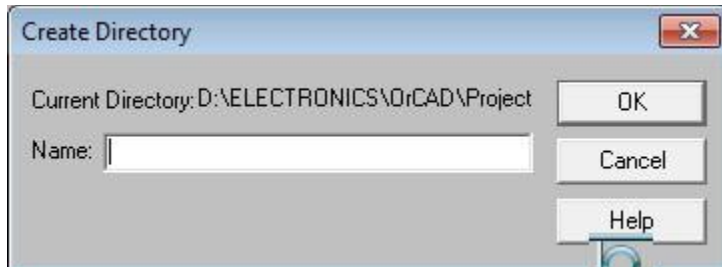 Create Directory
Current Directory: D:\ELECTRONICS\OrCAD\Project
OK
Name:
Cancel
Help